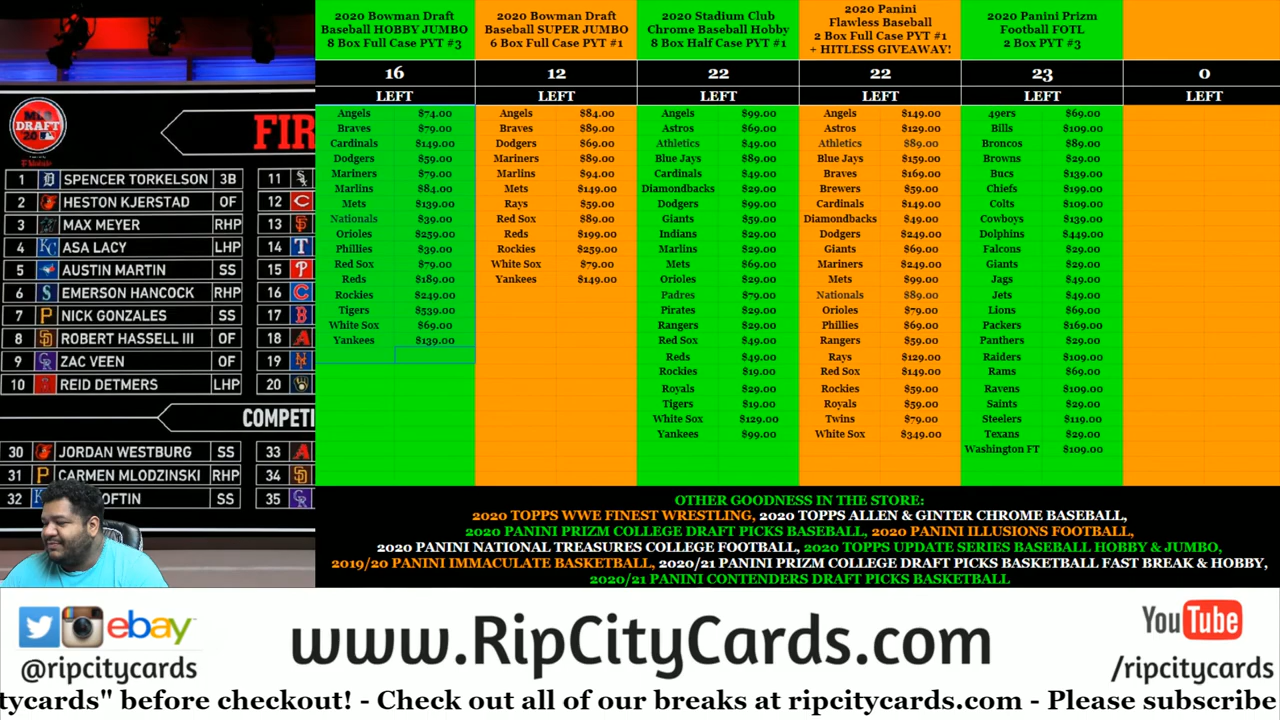 2020 Bowman Draft
Baseball HOBBY JUMBO
8 Box Full Case PYT #3
16
LEFT
Angels $74.00
Braves $79.00
Cardinals $149.00
Dodgers $59.00
Mariners $79.00
Marlins $84.00
Mets $139.00
Nationals $39.00
Orioles $259.00
Phillies $39.00
Red Sox $79.00
Reds $189.00
Rockies $249.00
Tigers $539.00
White Sox $69.00
Yankees $139.00
2020 Bowman Draft
Baseball SUPER JUMBO
6 Box Full Case PYT #1
12
LEFT
Angels $84.00
Braves $89.00
Dodgers $69.00
Mariners $89.00
Marlins $94.00
Mets $149.00
Rays $59.00
Red Sox $89.00
Reds $199.00
Rockies $259.00
White Sox $79.00
Yankees $149.00
2020 Stadium Club
Chrome Baseball Hobby
8 Box Half Case PYT #1
22
LEFT
Angels $99.00
Astros $69.00
Athletics $49.00
Blue Jays $89.00
Cardinals $49.00
Diamondbacks $29.00
Dodgers $99.00
Giants $59.00
Indians $29.00
Marlins $29.00
Mets $69.00
Orioles $29.00
Padres $79.00
Pirates $29.00
Rangers $29.00
Red Sox $49.00
Reds $49.00
Rockies $19.00
Royals $29.00
Tigers $19.00
White Sox $129.00
Yankees $99.00
2020 Panini
Flawless Baseball
2 Box Full Case PYT #1
+ HITLESS GIVEAWAY!
22
LEFT
Angels $149.00
Astros $129.00
Athletics $89.00
Blue Jays $159.00
Braves $169.00
Brewers $59.00
Cardinals $149.00
Diamondbacks $49.00
Dodgers $249.00
Giants $69.00
Mariners $249.00
Mets $99.00
Nationals $89.00
Orioles $79.00
Phillies $69.00
Rangers $59.00
Rays $129.00
Red Sox $149.00
Rockies $59.00
Royals $59.00
Twins $79.00
White Sox $349.00
2020 Panini Prizm
Football FOTL
2 Box PYT #3
23
LEFT
49ers $69.00
Bills $109.00
Broncos $89.00
Browns $29.00
Bucs $139.00
Chiefs $199.00
Colts $109.00
Cowboys $139.00
Dolphins $449.00
Falcons $29.00
Giants $29.00
Jags $49.00
Jets $49.00
Lions $69.00
Packers $169.00
Panthers $29.00
Raiders $109.00
Rams $69.00
Ravens $109.00
Saints $29.00
Steelers $119.00
Texans $29.00
Washington FT $109.00
0
LEFT
DRAFT
FIR
1 SPENCER TORKELSON 3B 11
2 HESTON KJERSTAD OF 12
3 MAX MEYER RHP 13
4 ASA LACY LHP 14
5 AUSTIN MARTIN SS 15
6 EMERSON HANCOCK RHP 16
7 NICK GONZALES SS 17
8 ROBERT HASSELL III OF 18
9 ZAC VEEN OF 19
10 REID DETMERS LHP 20
COMPETI
30 JORDAN WESTBURG SS 33
31 CARMEN MLODZINSKI RHP 34
32 OFTIN SS 35
OTHER GOODNESS IN THE STORE:
2020 TOPPS WWE FINEST WRESTLING, 2020 TOPPS ALLEN & GINTER CHROME BASEBALL,
2020 PANINI PRIZM COLLEGE DRAFT PICKS BASEBALL, 2020 PANINI ILLUSIONS FOOTBALL,
2020 PANINI NATIONAL TREASURES COLLEGE FOOTBALL, 2020 TOPPS UPDATE SERIES BASEBALL HOBBY & JUMBO,
2019/20 PANINI IMMACULATE BASKETBALL, 2020/21 PANINI PRIZM COLLEGE DRAFT PICKS BASKETBALL FAST BREAK & HOBBY,
2020/21 PANINI CONTENDERS DRAFT PICKS BASKETBALL
ebay
@ripcitycards
www.RipCityCards.com
YouTube
/ripcitycards
tycards" before checkout! - Check out all of our breaks at ripcitycards.com - Please subscribe